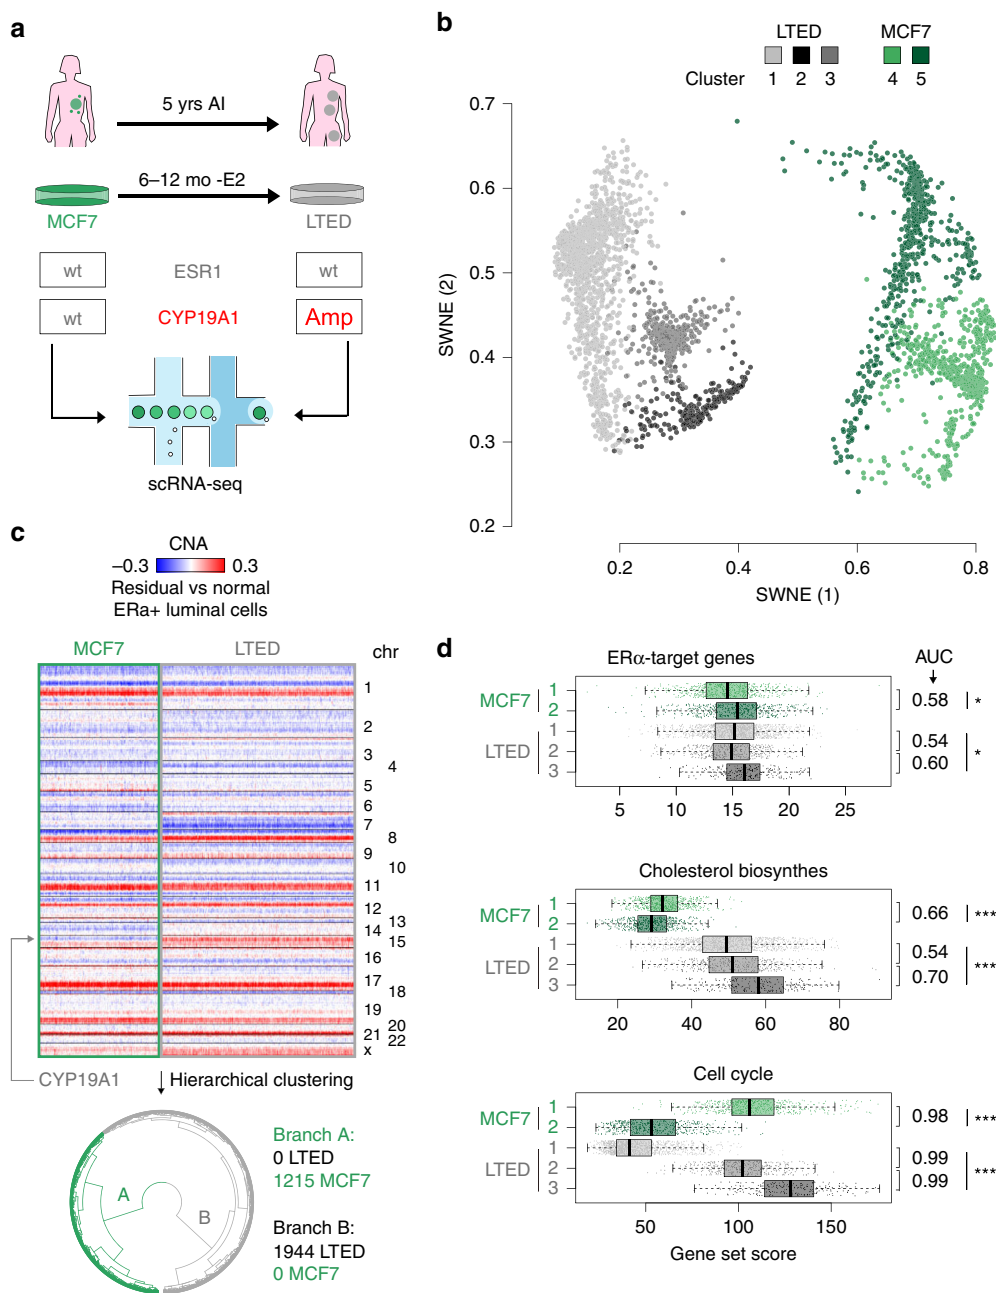 a
5 yrs AI
6–12 mo -E2
MCF7
LTED
wt
ESR1
wt
wt
CYP19A1
Amp
scRNA-seq
b
LTED
MCF7
Cluster
1 2 3 4 5
0.7
0.6
0.5
0.4
0.3
0.2
SWNE (2)
0.2 0.4 0.6 0.8
SWNE (1)
c
CNA
–0.3 0.3
Residual vs normal
ERa+ luminal cells
MCF7
LTED
chr
1
2
3
4
5
6
7
8
9
10
11
12
13
14
15
16
17
18
19
20
21
22
x
CYP19A1
Hierarchical clustering
A
B
Branch A:
0 LTED
1215 MCF7
Branch B:
1944 LTED
0 MCF7
d
ERα-target genes
AUC
MCF7
1
2
LTED
1
2
3
0.58 *
0.54
0.60
*
5 10 15 20 25
Cholesterol biosynthes
MCF7
1
2
LTED
1
2
3
0.66 ***
0.54
0.70
***
20 40 60 80
Cell cycle
MCF7
1
2
LTED
1
2
3
0.98 ***
0.99
0.99
***
50 100 150
Gene set score